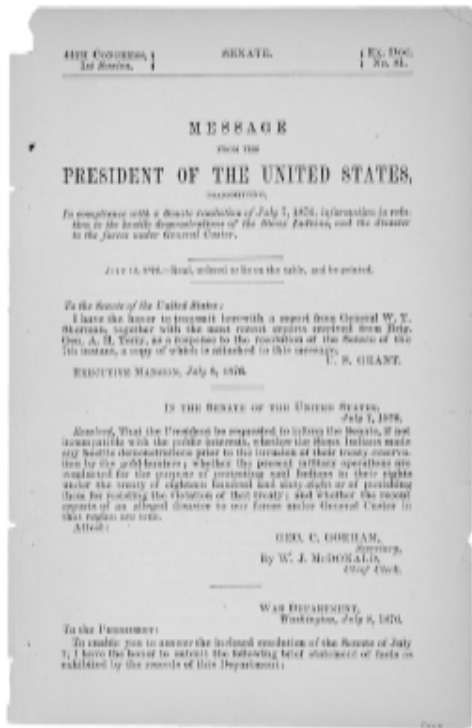 44TH CONGRESS, SENATE. Ex. Doc.
1st Session. No. 81.
MESSAGE
FROM THE
PRESIDENT OF THE UNITED STATES,
TRANSMITTING,
In compliance with a Senate resolution of July 7, 1876, information in rela-
tion to the hostile demonstrations of the Sioux Indians, and the disaster
to the forces under General Custer.
JULY 13, 1876.—Read, ordered to lie on the table, and be printed.
To the Senate of the United States:
I have the honor to transmit herewith a report from General W. T.
Sherman, together with the most recent reports received from Brig.
Gen. A. H. Terry, as a response to the resolution of the Senate of the
7th instant, a copy of which is attached to this message.
U. S. GRANT.
EXECUTIVE MANSION, July 8, 1876.
IN THE SENATE OF THE UNITED STATES,
July 7, 1876.
Resolved, That the President be requested to inform the Senate, if not
incompatible with the public interests, whether the Sioux Indians made
any hostile demonstrations prior to the invasion of their treaty reserva-
tion by the gold-hunters; whether the present military operations are
conducted for the purpose of protecting said Indians in their rights
under the treaty of eighteen hundred and sixty-eight or of punishing
them for resisting the violation of that treaty; and whether the recent
reports of an alleged disaster to our forces under General Custer in
that region are true.
Attest:
GEO. C. GORHAM,
Secretary,
By W. J. McDONALD,
Chief Clerk.
WAR DEPARTMENT,
Washington, July 8, 1876.
To the PRESIDENT:
To enable you to answer the inclosed resolution of the Senate of July
7, I have the honor to submit the following brief statement of facts as
exhibited by the records of this Department: